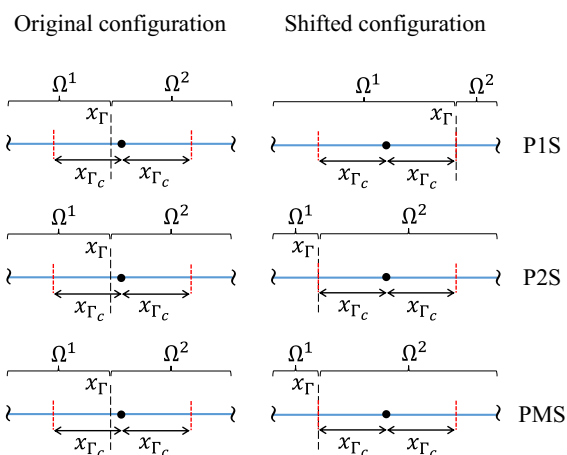 Original configuration Shifted configuration
Ω¹ Ω² Ω¹ Ω²
x_Γ x_Γ
P1S
x_Γc x_Γc x_Γc x_Γc
Ω¹ Ω² Ω¹ Ω²
x_Γ x_Γ
P2S
x_Γc x_Γc x_Γc x_Γc
Ω¹ Ω² Ω¹ Ω²
x_Γ x_Γ
PMS
x_Γc x_Γc x_Γc x_Γc